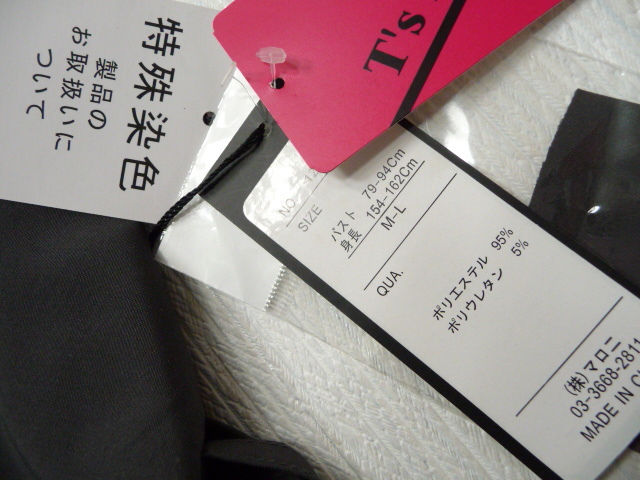 特殊染色
製品の
お取扱いに
ついて
T's
NO.
SIZE
バスト 79-94Cm
身長 154-162Cm
M-L
QUA.
ポリエステル 95%
ポリウレタン 5%
(株)マロニ
03-3668-2811
MADE IN